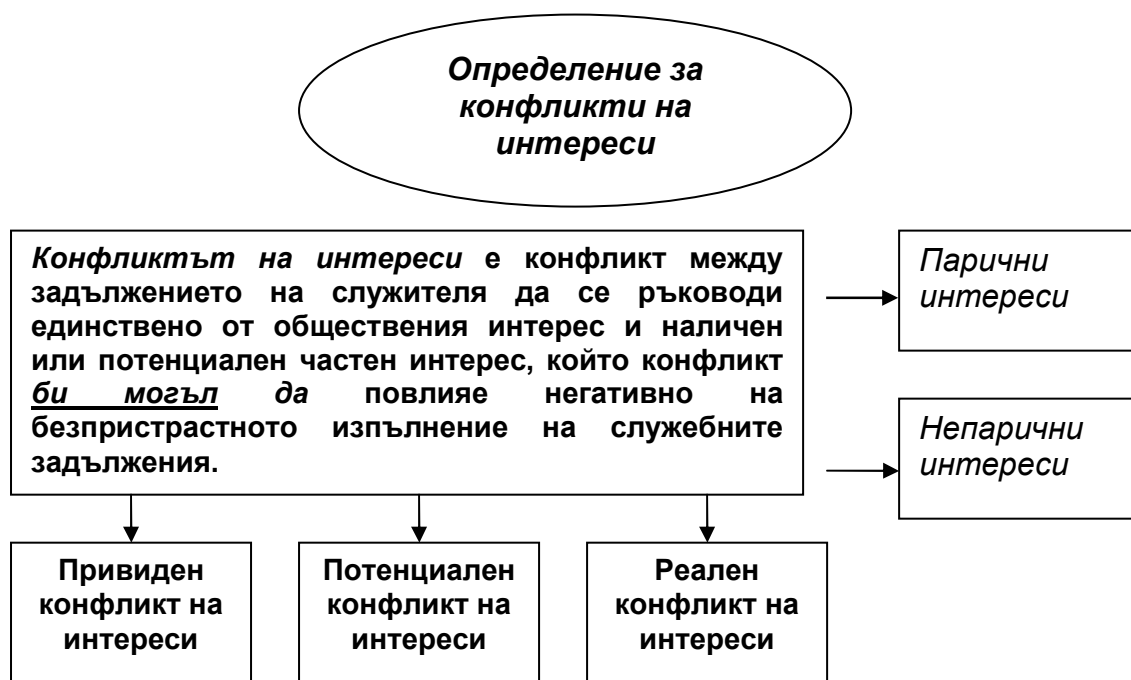 Определение за
конфликти на
интереси
Конфликтът на интереси е конфликт между
задължението на служителя да се ръководи
единствено от обществения интерес и наличен
или потенциален частен интерес, който конфликт
би могъл да повлияе негативно на
безпристрастното изпълнение на служебните
задължения.
Парични
интереси
Непарични
интереси
Привиден
конфликт на
интереси
Потенциален
конфликт на
интереси
Реален
конфликт на
интереси